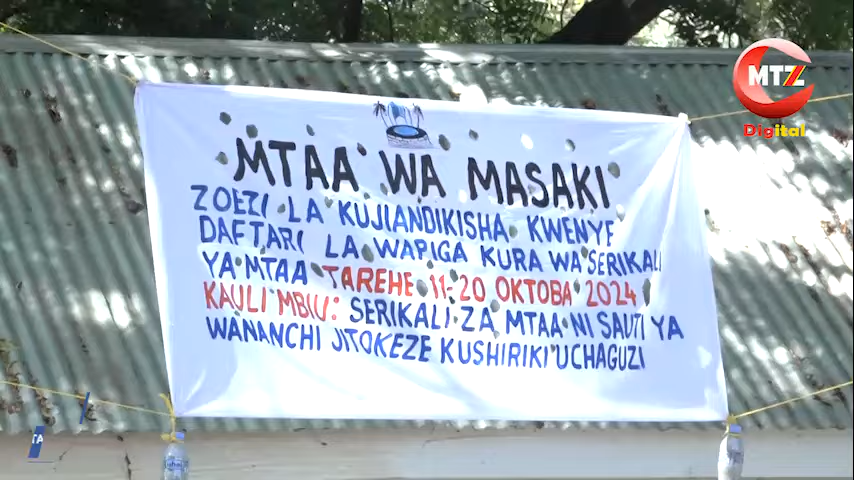 MTZ
Digital
MTAA WA MASAKI
ZOEZI LA KUJIANDIKISHA KWENYE
DAFTARI LA WAPIGA KURA WA SERIKALI
YA MTAA TAREHE 11-20 OKTOBA 2024
KAULI MBIU: SERIKALI ZA MTAA NI SAUTI YA
WANANCHI JITOKEZE KUSHIRIKI UCHAGUZI
TA